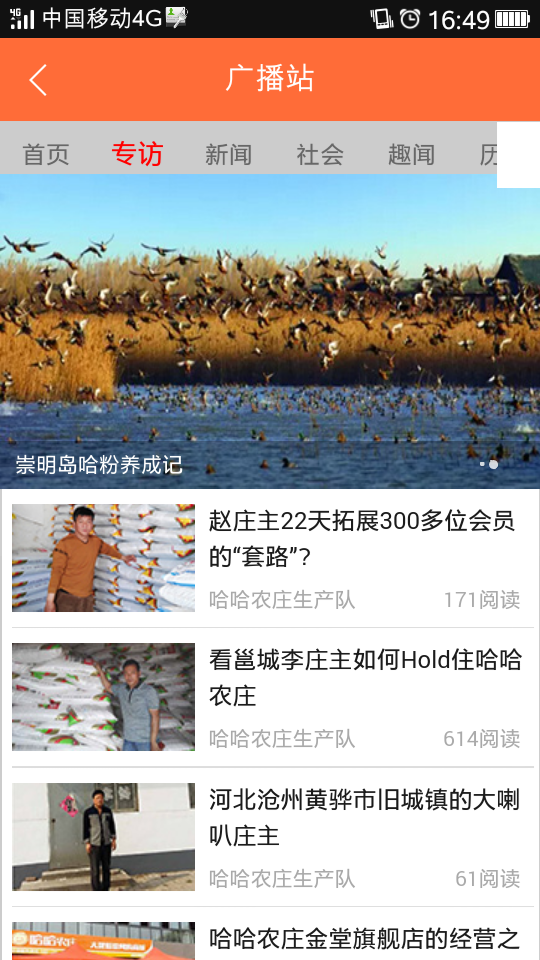 4G 中国移动4G 16:49
广播站
首页 专访 新闻 社会 趣闻 历
崇明岛哈粉养成记
赵庄主22天拓展300多位会员
的“套路”?
哈哈农庄生产队 171阅读
看邕城李庄主如何Hold住哈哈
农庄
哈哈农庄生产队 614阅读
河北沧州黄骅市旧城镇的大喇
叭庄主
哈哈农庄生产队 61阅读
哈哈农庄金堂旗舰店的经营之
哈哈农